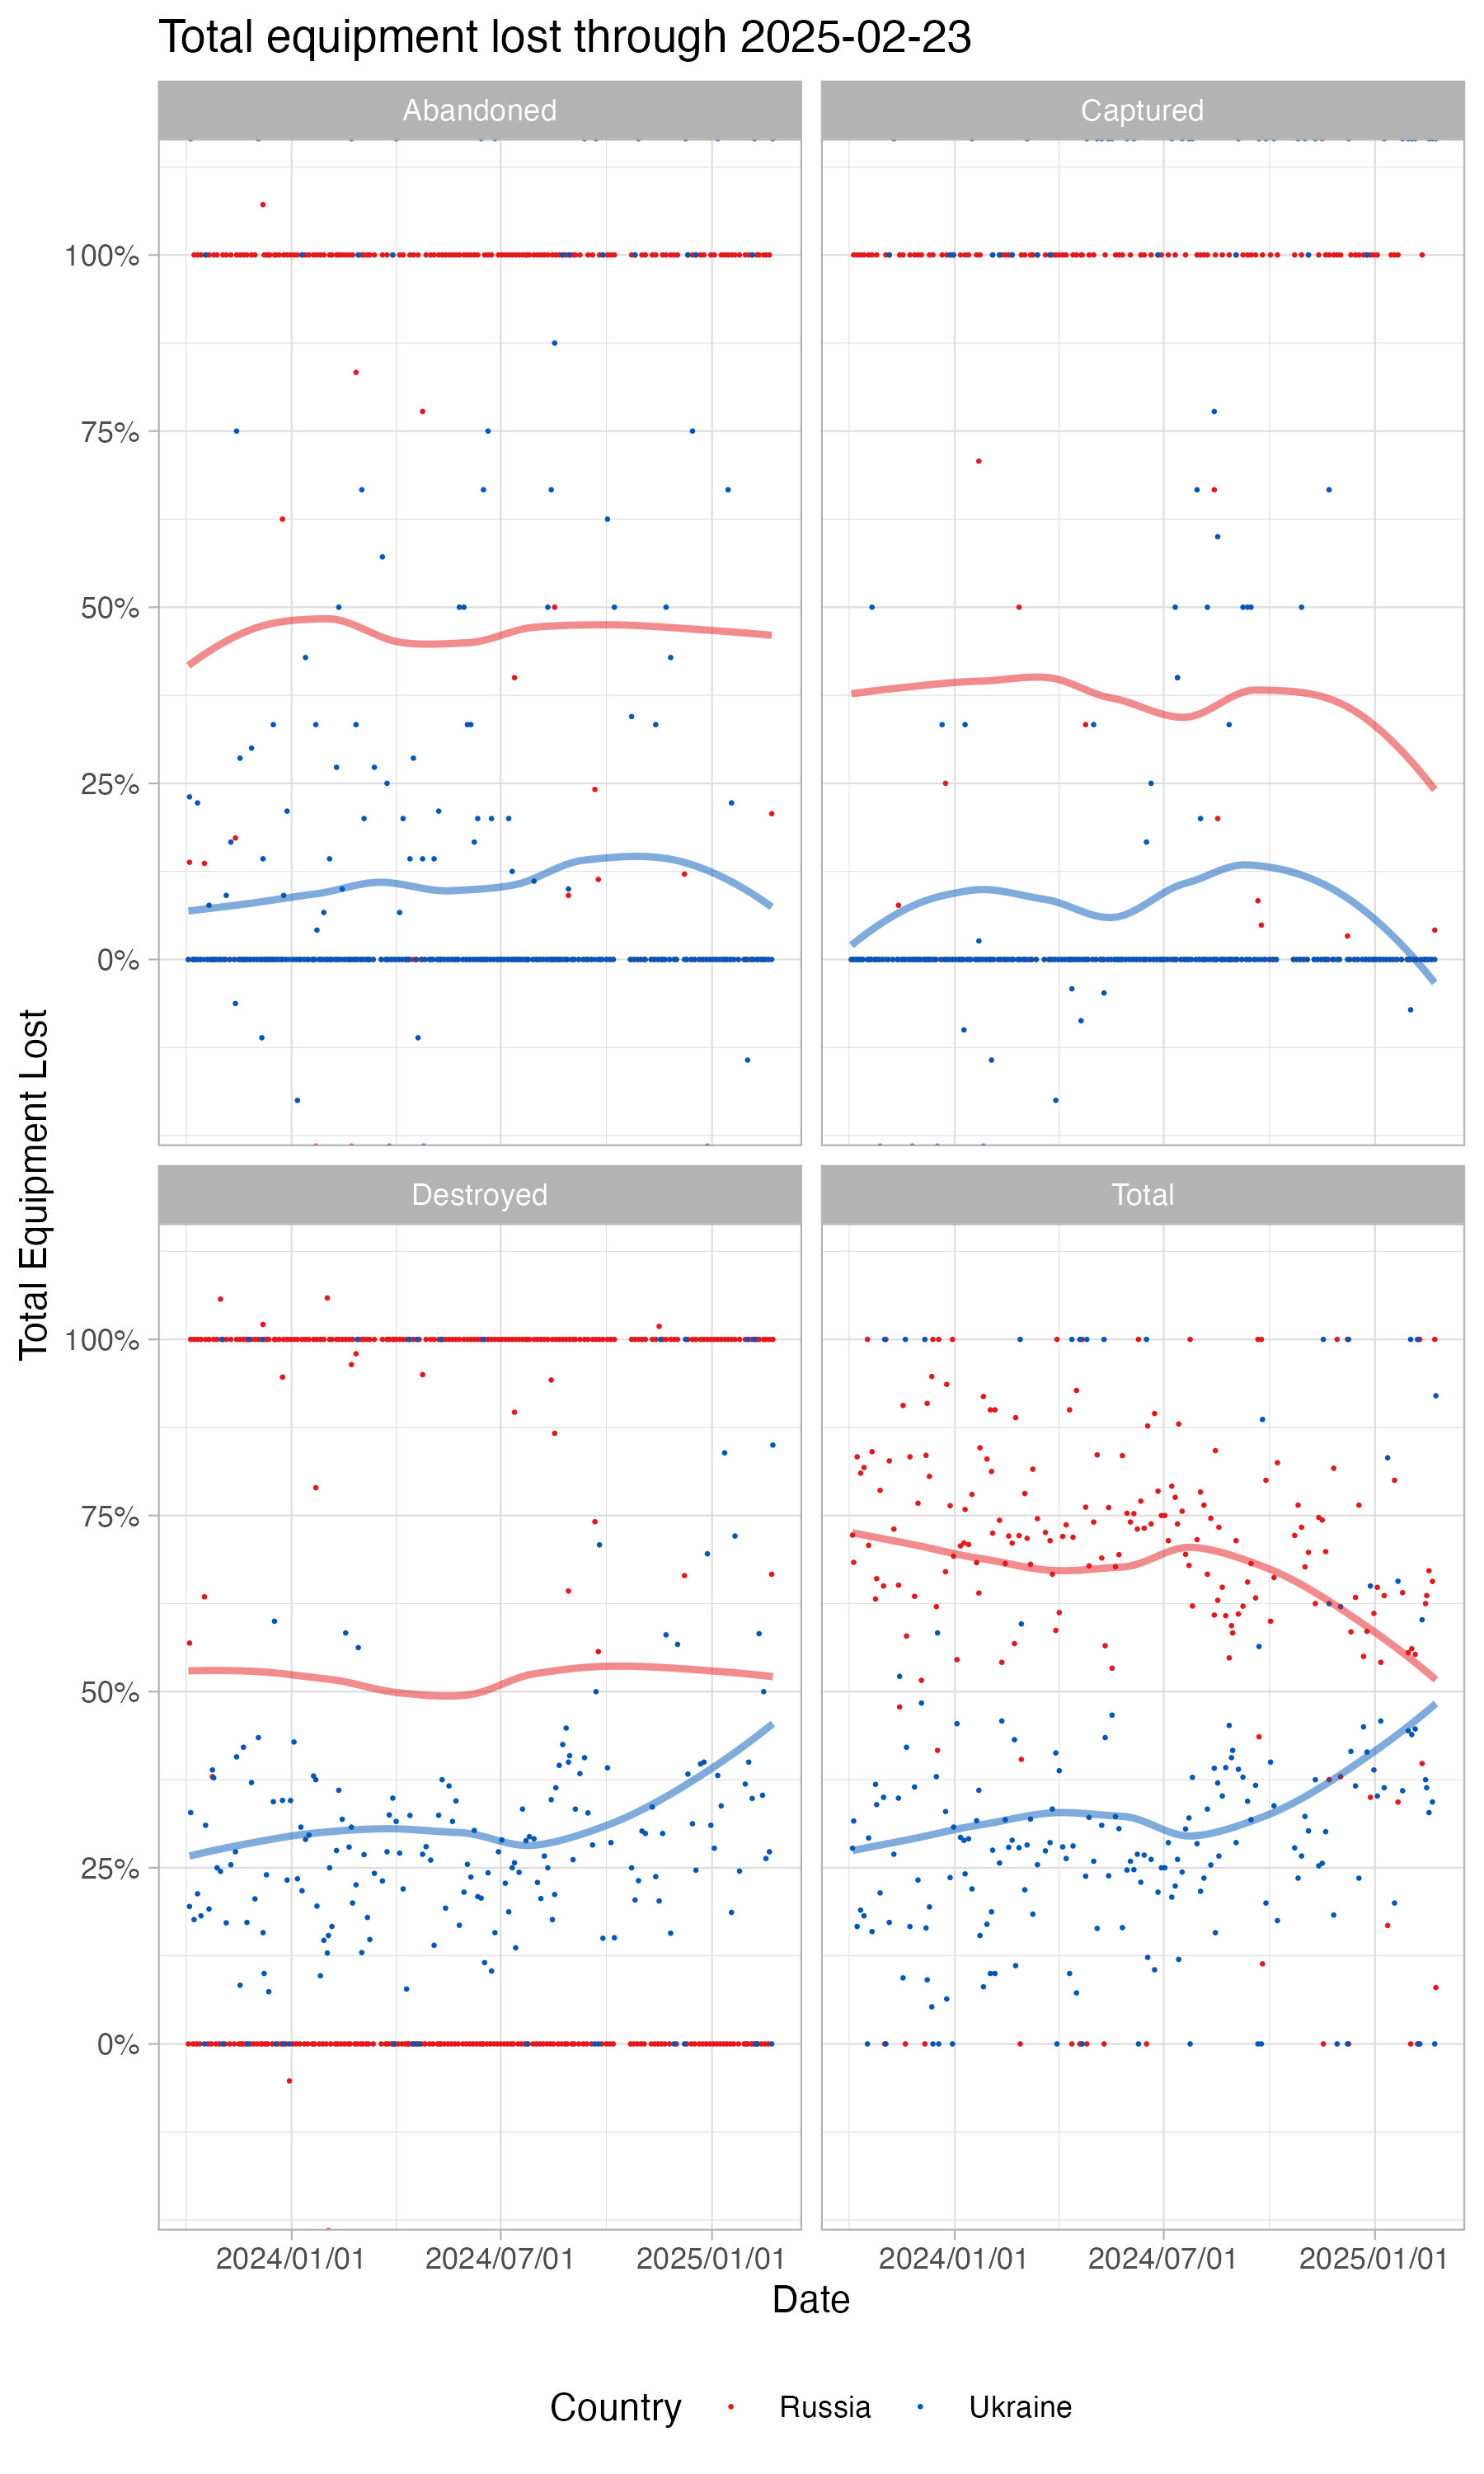 Total equipment lost through 2025-02-23
Abandoned
Captured
100%
75%
50%
25%
0%
Total Equipment Lost
Destroyed
Total
100%
75%
50%
25%
0%
2024/01/01
2024/07/01
2025/01/01
2024/01/01
2024/07/01
2025/01/01
Date
Country
Russia
Ukraine